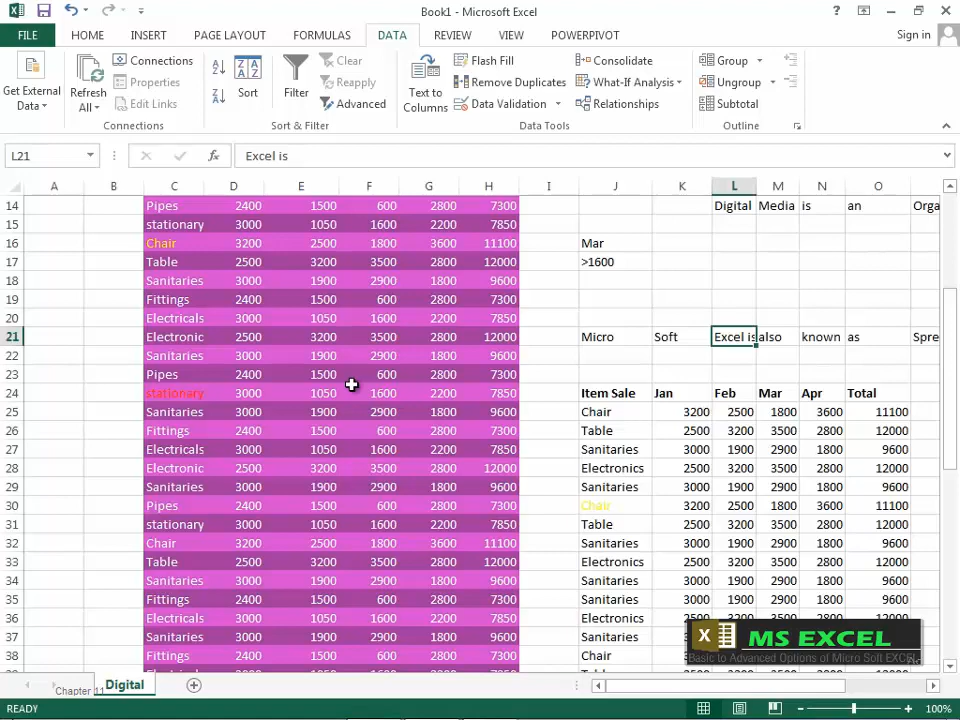 Book1 - Microsoft Excel
FILE HOME INSERT PAGE LAYOUT FORMULAS DATA REVIEW VIEW POWERPIVOT Sign in
Connections Clear Flash Fill Consolidate Group
Get External Data Refresh All Properties Sort Filter Reapply Text to Columns Remove Duplicates What-If Analysis Ungroup
Edit Links Advanced Data Validation Relationships Subtotal
Connections Sort & Filter Data Tools Outline
L21 fx Excel is
A B C D E F G H I J K L M N O
14 Pipes 2400 1500 600 2800 7300 Digital Media is an Orga
15 stationary 3000 1050 1600 2200 7850
16 Chair 3200 2500 1800 3600 11100 Mar
17 Table 2500 3200 3500 2800 12000 >1600
18 Sanitaries 3000 1900 2900 1800 9600
19 Fittings 2400 1500 600 2800 7300
20 Electricals 3000 1050 1600 2200 7850
21 Electronic 2500 3200 3500 2800 12000 Micro Soft Excel is also known as Spre
22 Sanitaries 3000 1900 2900 1800 9600
23 Pipes 2400 1500 600 2800 7300
24 stationary 3000 1050 1600 2200 7850 Item Sale Jan Feb Mar Apr Total
25 Sanitaries 3000 1900 2900 1800 9600 Chair 3200 2500 1800 3600 11100
26 Fittings 2400 1500 600 2800 7300 Table 2500 3200 3500 2800 12000
27 Electricals 3000 1050 1600 2200 7850 Sanitaries 3000 1900 2900 1800 9600
28 Electronic 2500 3200 3500 2800 12000 Electronics 2500 3200 3500 2800 12000
29 Sanitaries 3000 1900 2900 1800 9600 Sanitaries 3000 1900 2900 1800 9600
30 Pipes 2400 1500 600 2800 7300 Chair 3200 2500 1800 3600 11100
31 stationary 3000 1050 1600 2200 7850 Table 2500 3200 3500 2800 12000
32 Chair 3200 2500 1800 3600 11100 Sanitaries 3000 1900 2900 1800 9600
33 Table 2500 3200 3500 2800 12000 Electronics 2500 3200 3500 2800 12000
34 Sanitaries 3000 1900 2900 1800 9600 Sanitaries 3000 1900 2900 1800 9600
35 Fittings 2400 1500 600 2800 7300 Sanitaries 3000 1900 2900 1800 9600
36 Electricals 3000 1050 1600 2200 7850 Electronics 2500 3200 3500 2800 12000
37 Sanitaries 3000 1900 2900 1800 9600 Sanitaries
38 Fittings 2400 1500 600 2800 7300 Chair
MS EXCEL
Basic to Advanced Options of Micro Soft EXCEL
Chapter 11 Digital
READY 100%